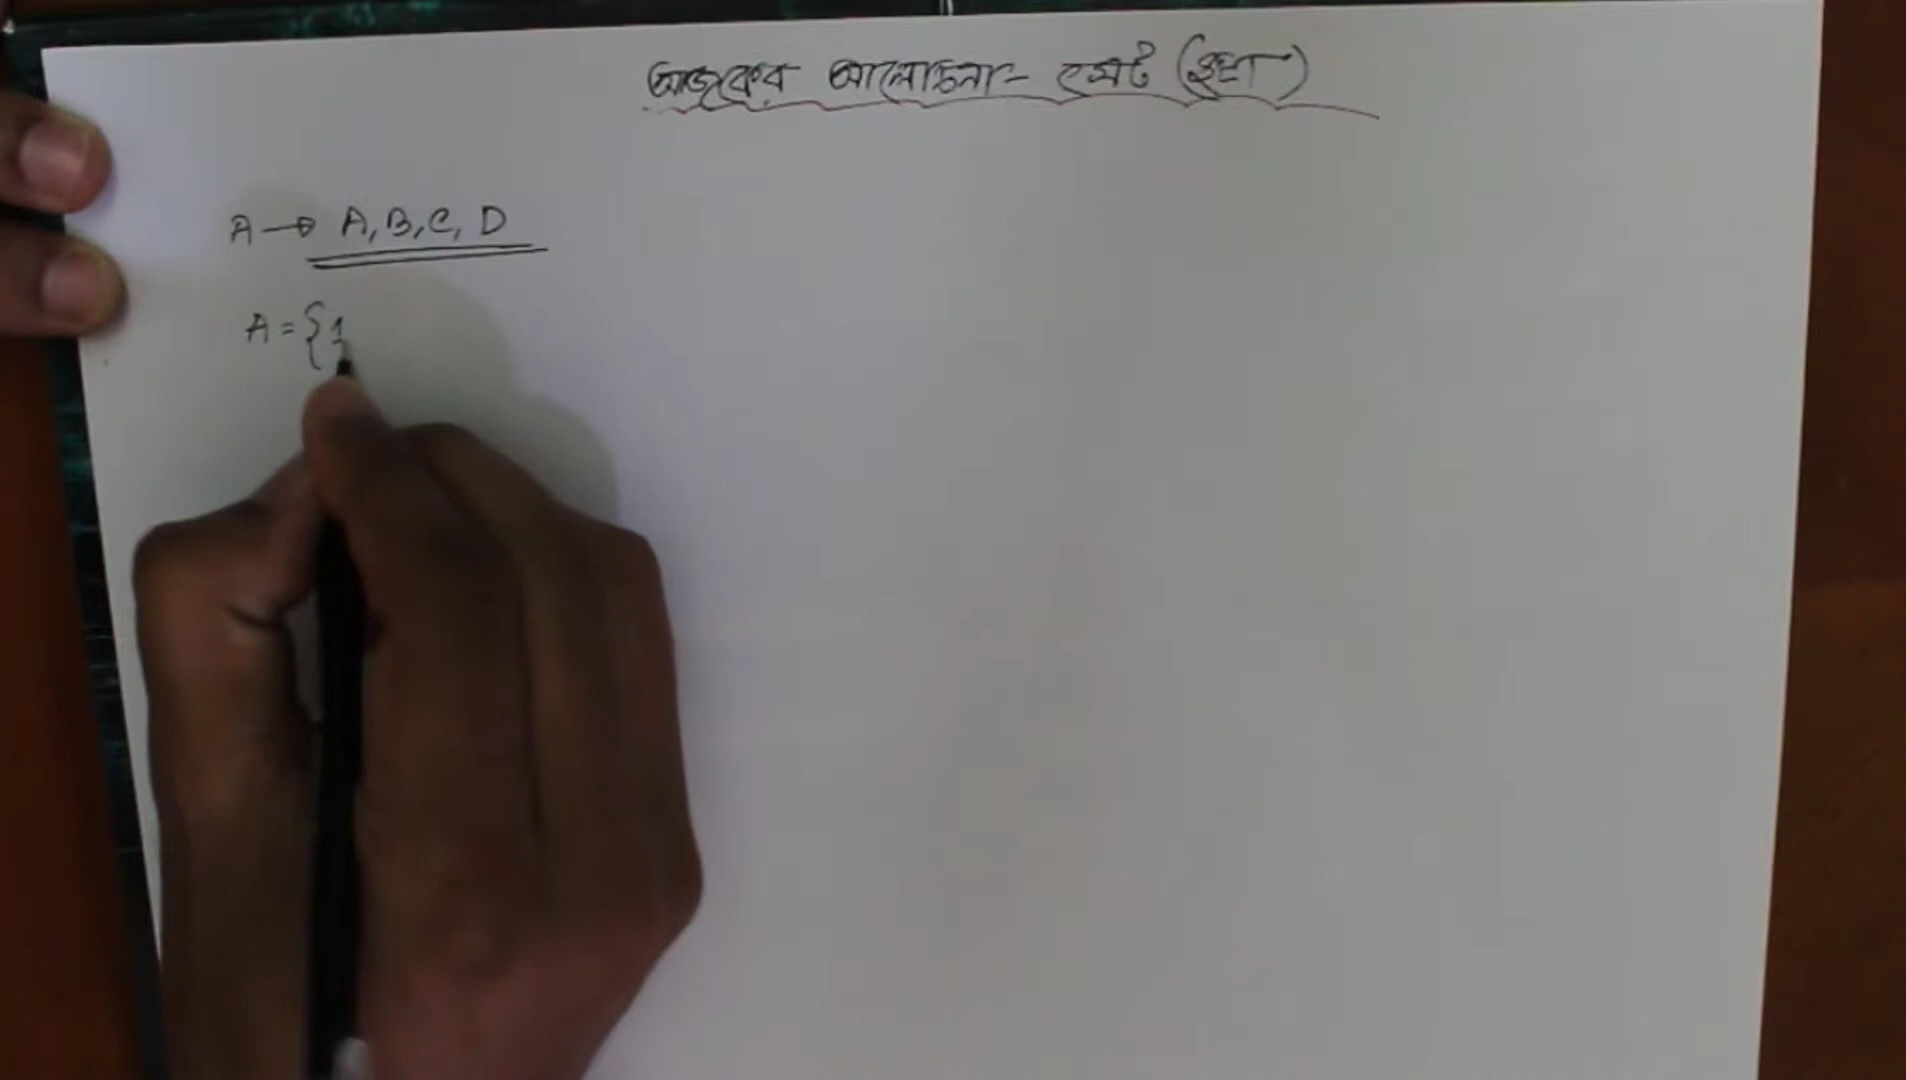 আজকের আলোচনা- সেট (
A → A, B, C, D
A = {1